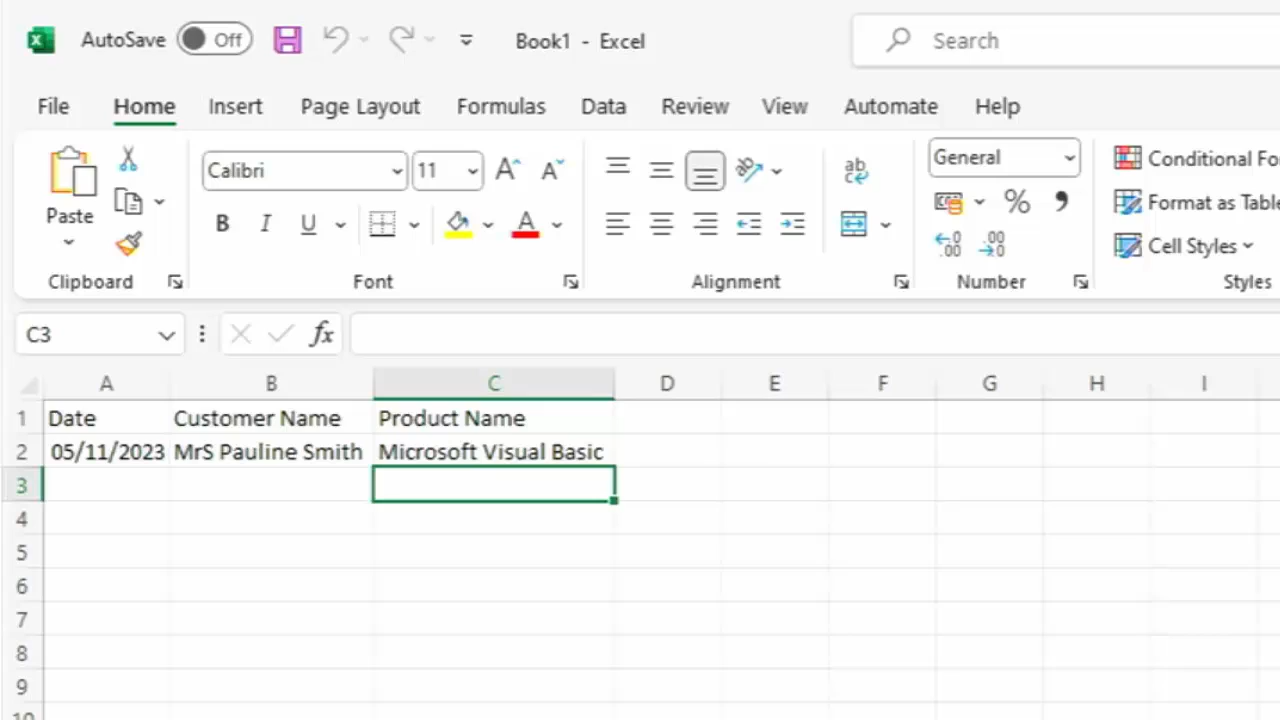 AutoSave Off Book1 - Excel Search
File Home Insert Page Layout Formulas Data Review View Automate Help
Calibri 11 General Conditional Fo
Paste B I U A % Format as Table
Cell Styles
Clipboard Font Alignment Number Styles
C3 fx
A B C D E F G H I
1 Date Customer Name Product Name
2 05/11/2023 MrS Pauline Smith Microsoft Visual Basic
3
4
5
6
7
8
9
10